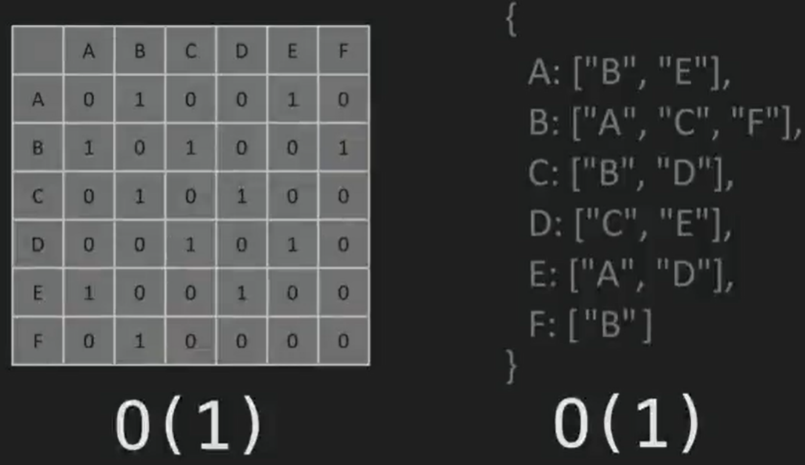 A B C D E F
A 0 1 0 0 1 0
B 1 0 1 0 0 1
C 0 1 0 1 0 0
D 0 0 1 0 1 0
E 1 0 0 1 0 0
F 0 1 0 0 0 0
O(1)
{
A: ["B", "E"],
B: ["A", "C", "F"],
C: ["B", "D"],
D: ["C", "E"],
E: ["A", "D"],
F: ["B"]
}
O(1)